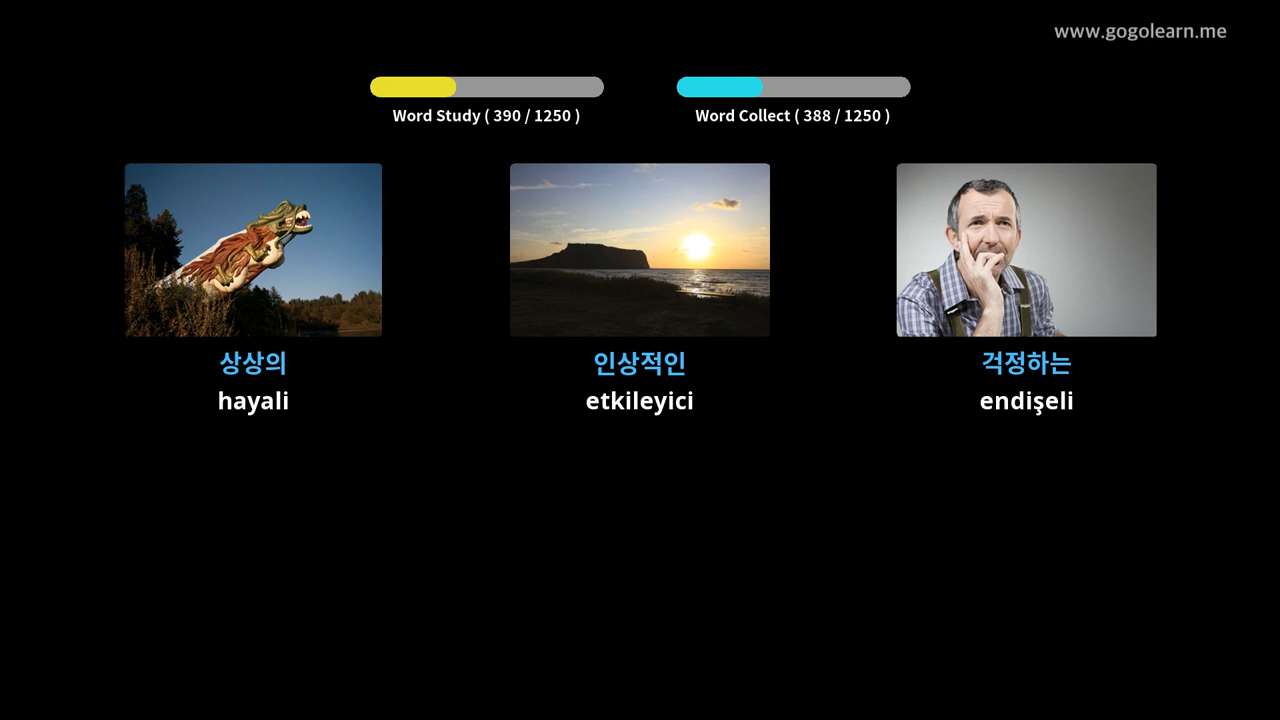 www.gogolearn.me
Word Study ( 390 / 1250 )
Word Collect ( 388 / 1250 )
상상의
hayali
인상적인
etkileyici
걱정하는
endişeli